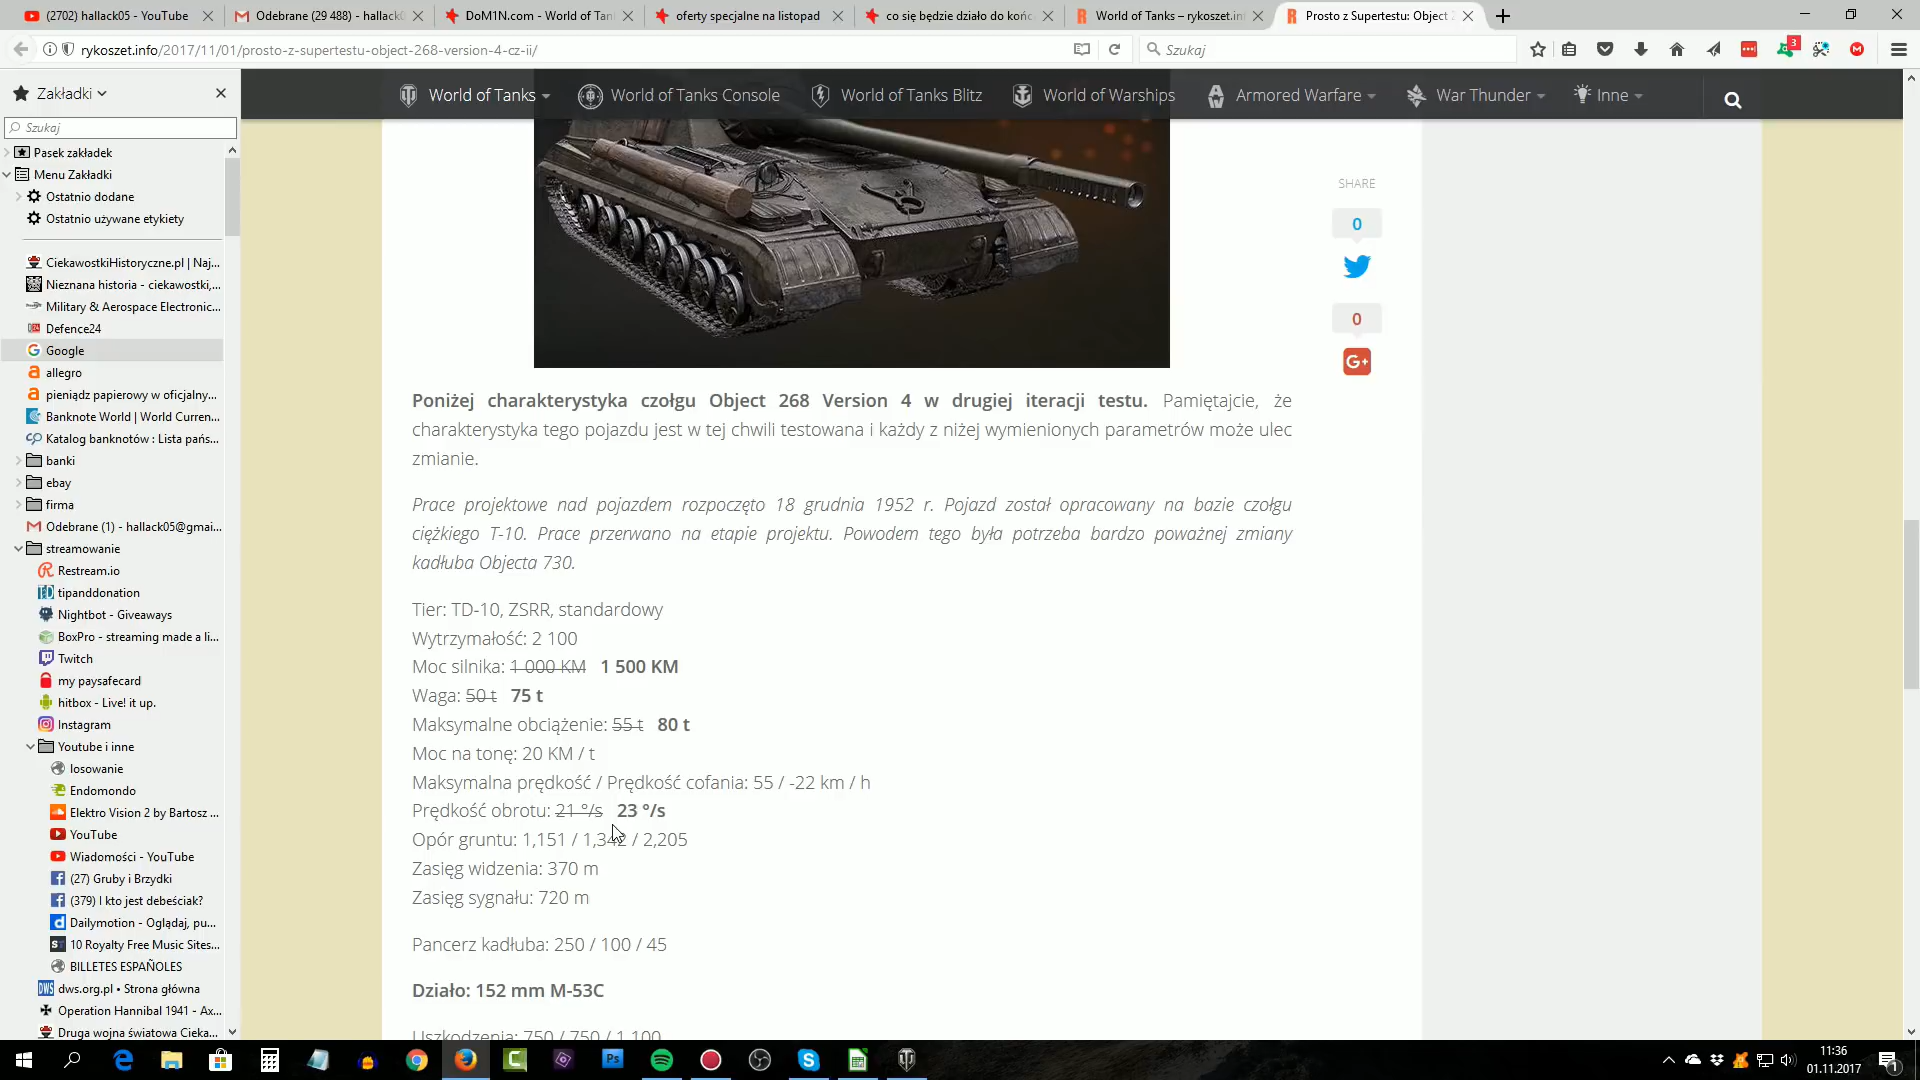 (2702) hallack05 - YouTube
Odebrane (29 488) - hallack0
DoM1N.com - World of Tan
oferty specjalne na listopad
co się będzie działo do końc
World of Tanks – rykoszet.in
Prosto z Supertestu: Object 2
rykoszet.info/2017/11/01/prosto-z-supertestu-object-268-version-4-cz-ii/
Szukaj
3
Zakładki
Szukaj
Pasek zakładek
Menu Zakładki
Ostatnio dodane
Ostatnio używane etykiety
CiekawostkiHistoryczne.pl | Naj...
Nieznana historia - ciekawostki,...
Military & Aerospace Electronic...
Defence24
Google
allegro
pieniądz papierowy w oficjalny...
Banknote World | World Curren...
Katalog banknotów : Lista pańs...
banki
ebay
firma
Odebrane (1) - hallack05@gmai...
streamowanie
Restream.io
tipanddonation
Nightbot - Giveaways
BoxPro - streaming made a li...
Twitch
my paysafecard
hitbox - Live! it up.
Instagram
Youtube i inne
losowanie
Endomondo
Elektro Vision 2 by Bartosz ...
YouTube
Wiadomości - YouTube
(27) Gruby i Brzydki
(379) I kto jest debeściak?
Dailymotion - Oglądaj, pu...
10 Royalty Free Music Sites...
BILLETES ESPAÑOLES
dws.org.pl • Strona główna
Operation Hannibal 1941 - Ax...
Druga wojna światowa Cieka...
World of Tanks
World of Tanks Console
World of Tanks Blitz
World of Warships
Armored Warfare
War Thunder
Inne
SHARE
0
0
G+
Poniżej charakterystyka czołgu Object 268 Version 4 w drugiej iteracji testu. Pamiętajcie, że
charakterystyka tego pojazdu jest w tej chwili testowana i każdy z niżej wymienionych parametrów może ulec
zmianie.
Prace projektowe nad pojazdem rozpoczęto 18 grudnia 1952 r. Pojazd został opracowany na bazie czołgu
ciężkiego T-10. Prace przerwano na etapie projektu. Powodem tego była potrzeba bardzo poważnej zmiany
kadłuba Objecta 730.
Tier: TD-10, ZSRR, standardowy
Wytrzymałość: 2 100
Moc silnika: 1 000 KM 1 500 KM
Waga: 50 t 75 t
Maksymalne obciążenie: 55 t 80 t
Moc na tonę: 20 KM / t
Maksymalna prędkość / Prędkość cofania: 55 / -22 km / h
Prędkość obrotu: 21 °/s 23 °/s
Opór gruntu: 1,151 / 1,342 / 2,205
Zasięg widzenia: 370 m
Zasięg sygnału: 720 m
Pancerz kadłuba: 250 / 100 / 45
Działo: 152 mm M-53C
Uszkodzenia: 750 / 750 / 1 100
11:36
01.11.2017
1